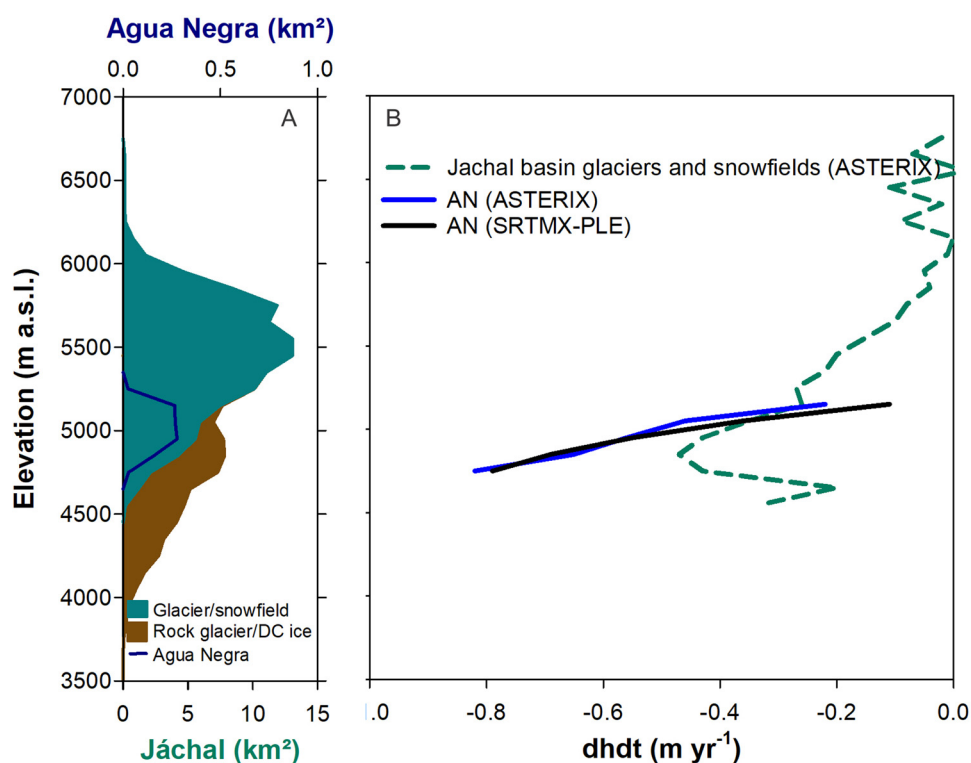 Agua Negra (km²)
0.0 0.5 1.0
A
B
7000
6500
6000
5500
5000
4500
4000
3500
Elevation (m a.s.l.)
Glacier/snowfield
Rock glacier/DC ice
Agua Negra
0 5 10 15
Jáchal (km²)
Jachal basin glaciers and snowfields (ASTERIX)
AN (ASTERIX)
AN (SRTMX-PLE)
1.0 -0.8 -0.6 -0.4 -0.2 0.0
dhdt (m yr⁻¹)